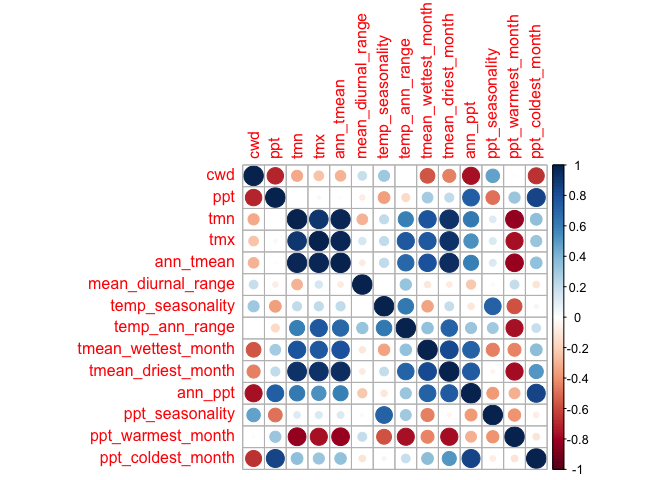 cwd
ppt
tmn
tmx
ann_tmean
mean_diurnal_range
temp_seasonality
temp_ann_range
tmean_wettest_month
tmean_driest_month
ann_ppt
ppt_seasonality
ppt_warmest_month
ppt_coldest_month
cwd
ppt
tmn
tmx
ann_tmean
mean_diurnal_range
temp_seasonality
temp_ann_range
tmean_wettest_month
tmean_driest_month
ann_ppt
ppt_seasonality
ppt_warmest_month
ppt_coldest_month
1
0.8
0.6
0.4
0.2
0
-0.2
-0.4
-0.6
-0.8
-1